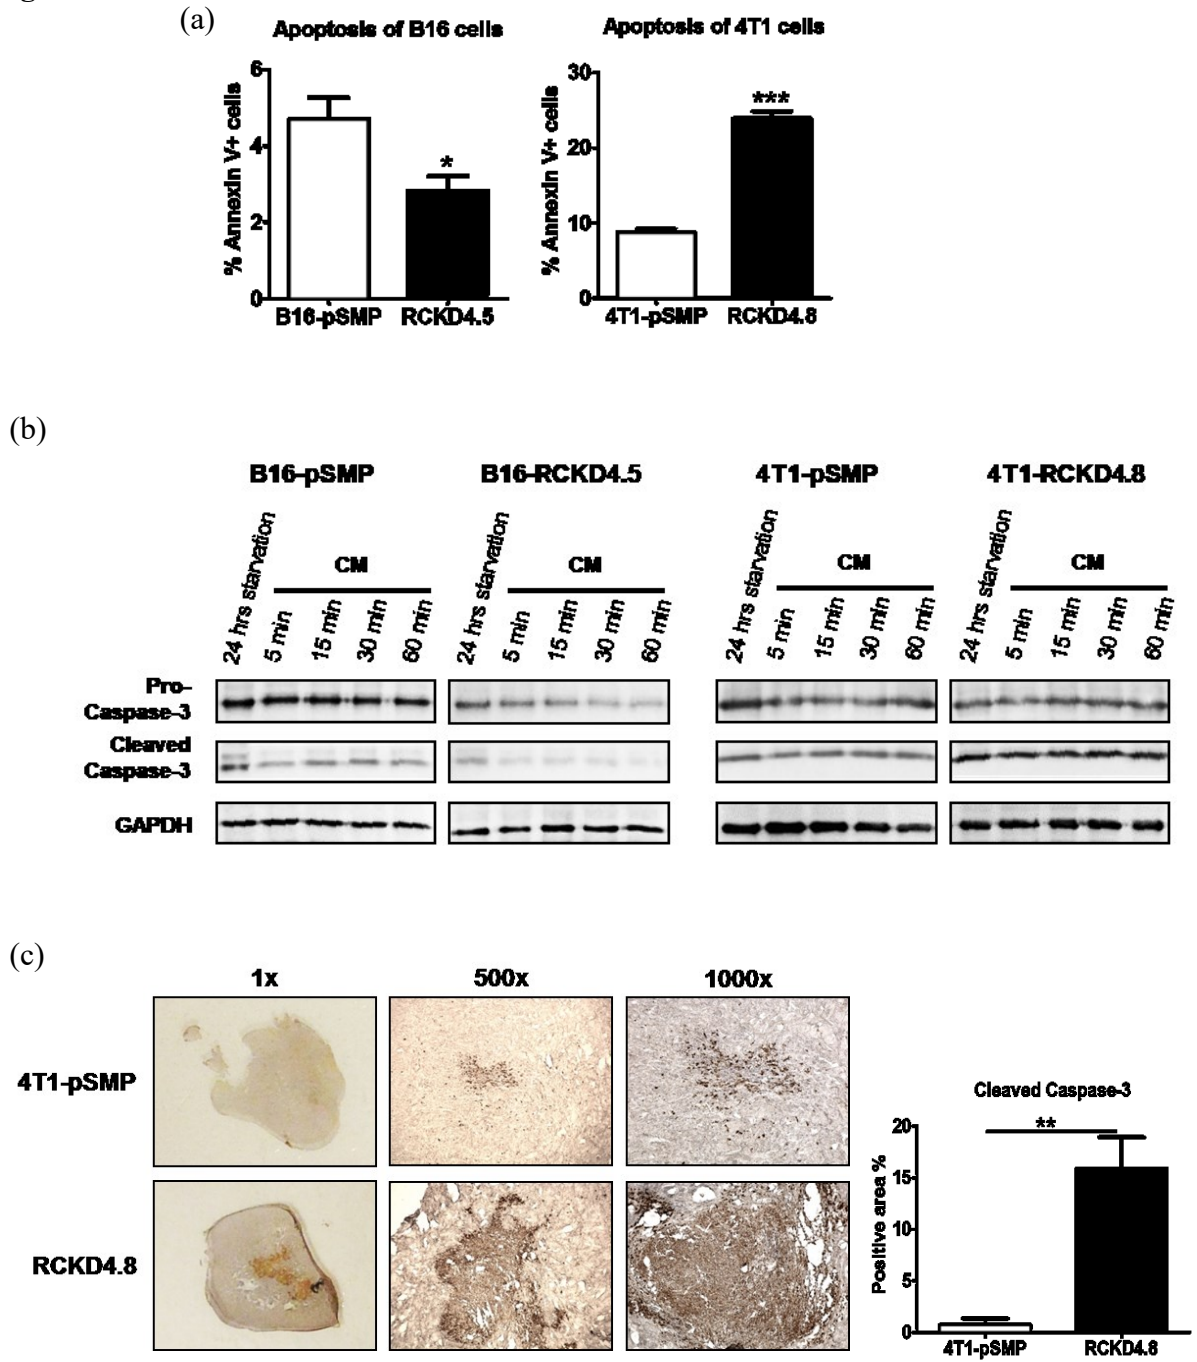 (a)
Apoptosis of B16 cells
% Annexin V+ cells
6
4
2
0
*
B16-pSMP RCKD4.5
Apoptosis of 4T1 cells
% Annexin V+ cells
30
20
10
0
***
4T1-pSMP RCKD4.8
(b)
B16-pSMP B16-RCKD4.5 4T1-pSMP 4T1-RCKD4.8
CM CM CM CM
24 hrs starvation 5 min 15 min 30 min 60 min 24 hrs starvation 5 min 15 min 30 min 60 min 24 hrs starvation 5 min 15 min 30 min 60 min 24 hrs starvation 5 min 15 min 30 min 60 min
Pro-
Caspase-3
Cleaved
Caspase-3
GAPDH
(c)
1x 500x 1000x
4T1-pSMP
RCKD4.8
Cleaved Caspase-3
Positive area %
20
15
10
5
0
**
4T1-pSMP RCKD4.8